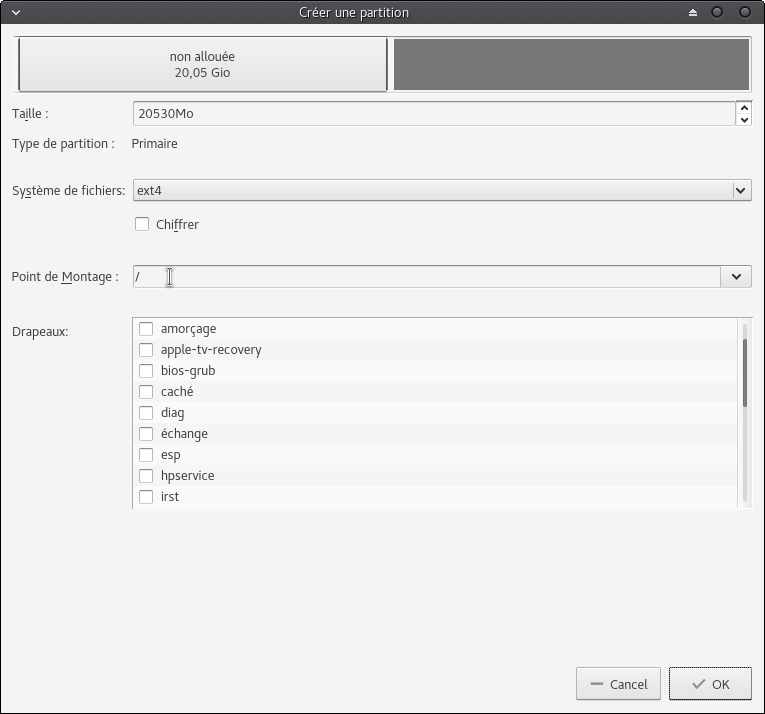 Créer une partition
non allouée
20,05 Gio
Taille :
20530Mo
Type de partition :
Primaire
Système de fichiers:
ext4
Chiffrer
Point de Montage :
/
Drapeaux:
amorçage
apple-tv-recovery
bios-grub
caché
diag
échange
esp
hpservice
irst
Cancel
OK